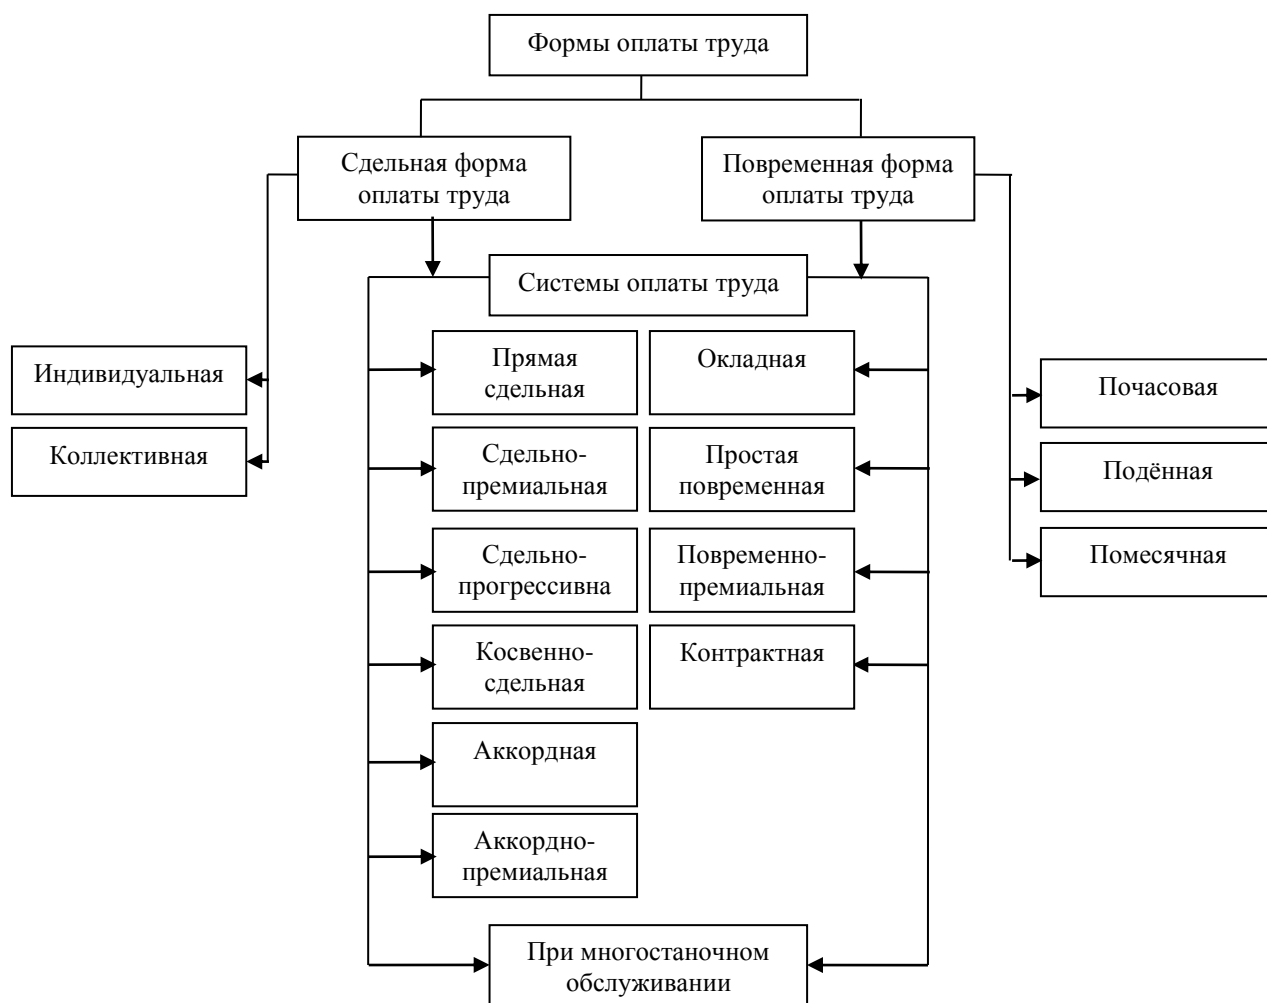 Формы оплаты труда
Сдельная форма
оплаты труда
Повременная форма
оплаты труда
Системы оплаты труда
Индивидуальная
Коллективная
Прямая
сдельная
Окладная
Сдельно-
премиальная
Простая
повременная
Сдельно-
прогрессивна
Повременно-
премиальная
Косвенно-
сдельная
Контрактная
Аккордная
Аккордно-
премиальная
При многостаночном
обслуживании
Почасовая
Подённая
Помесячная